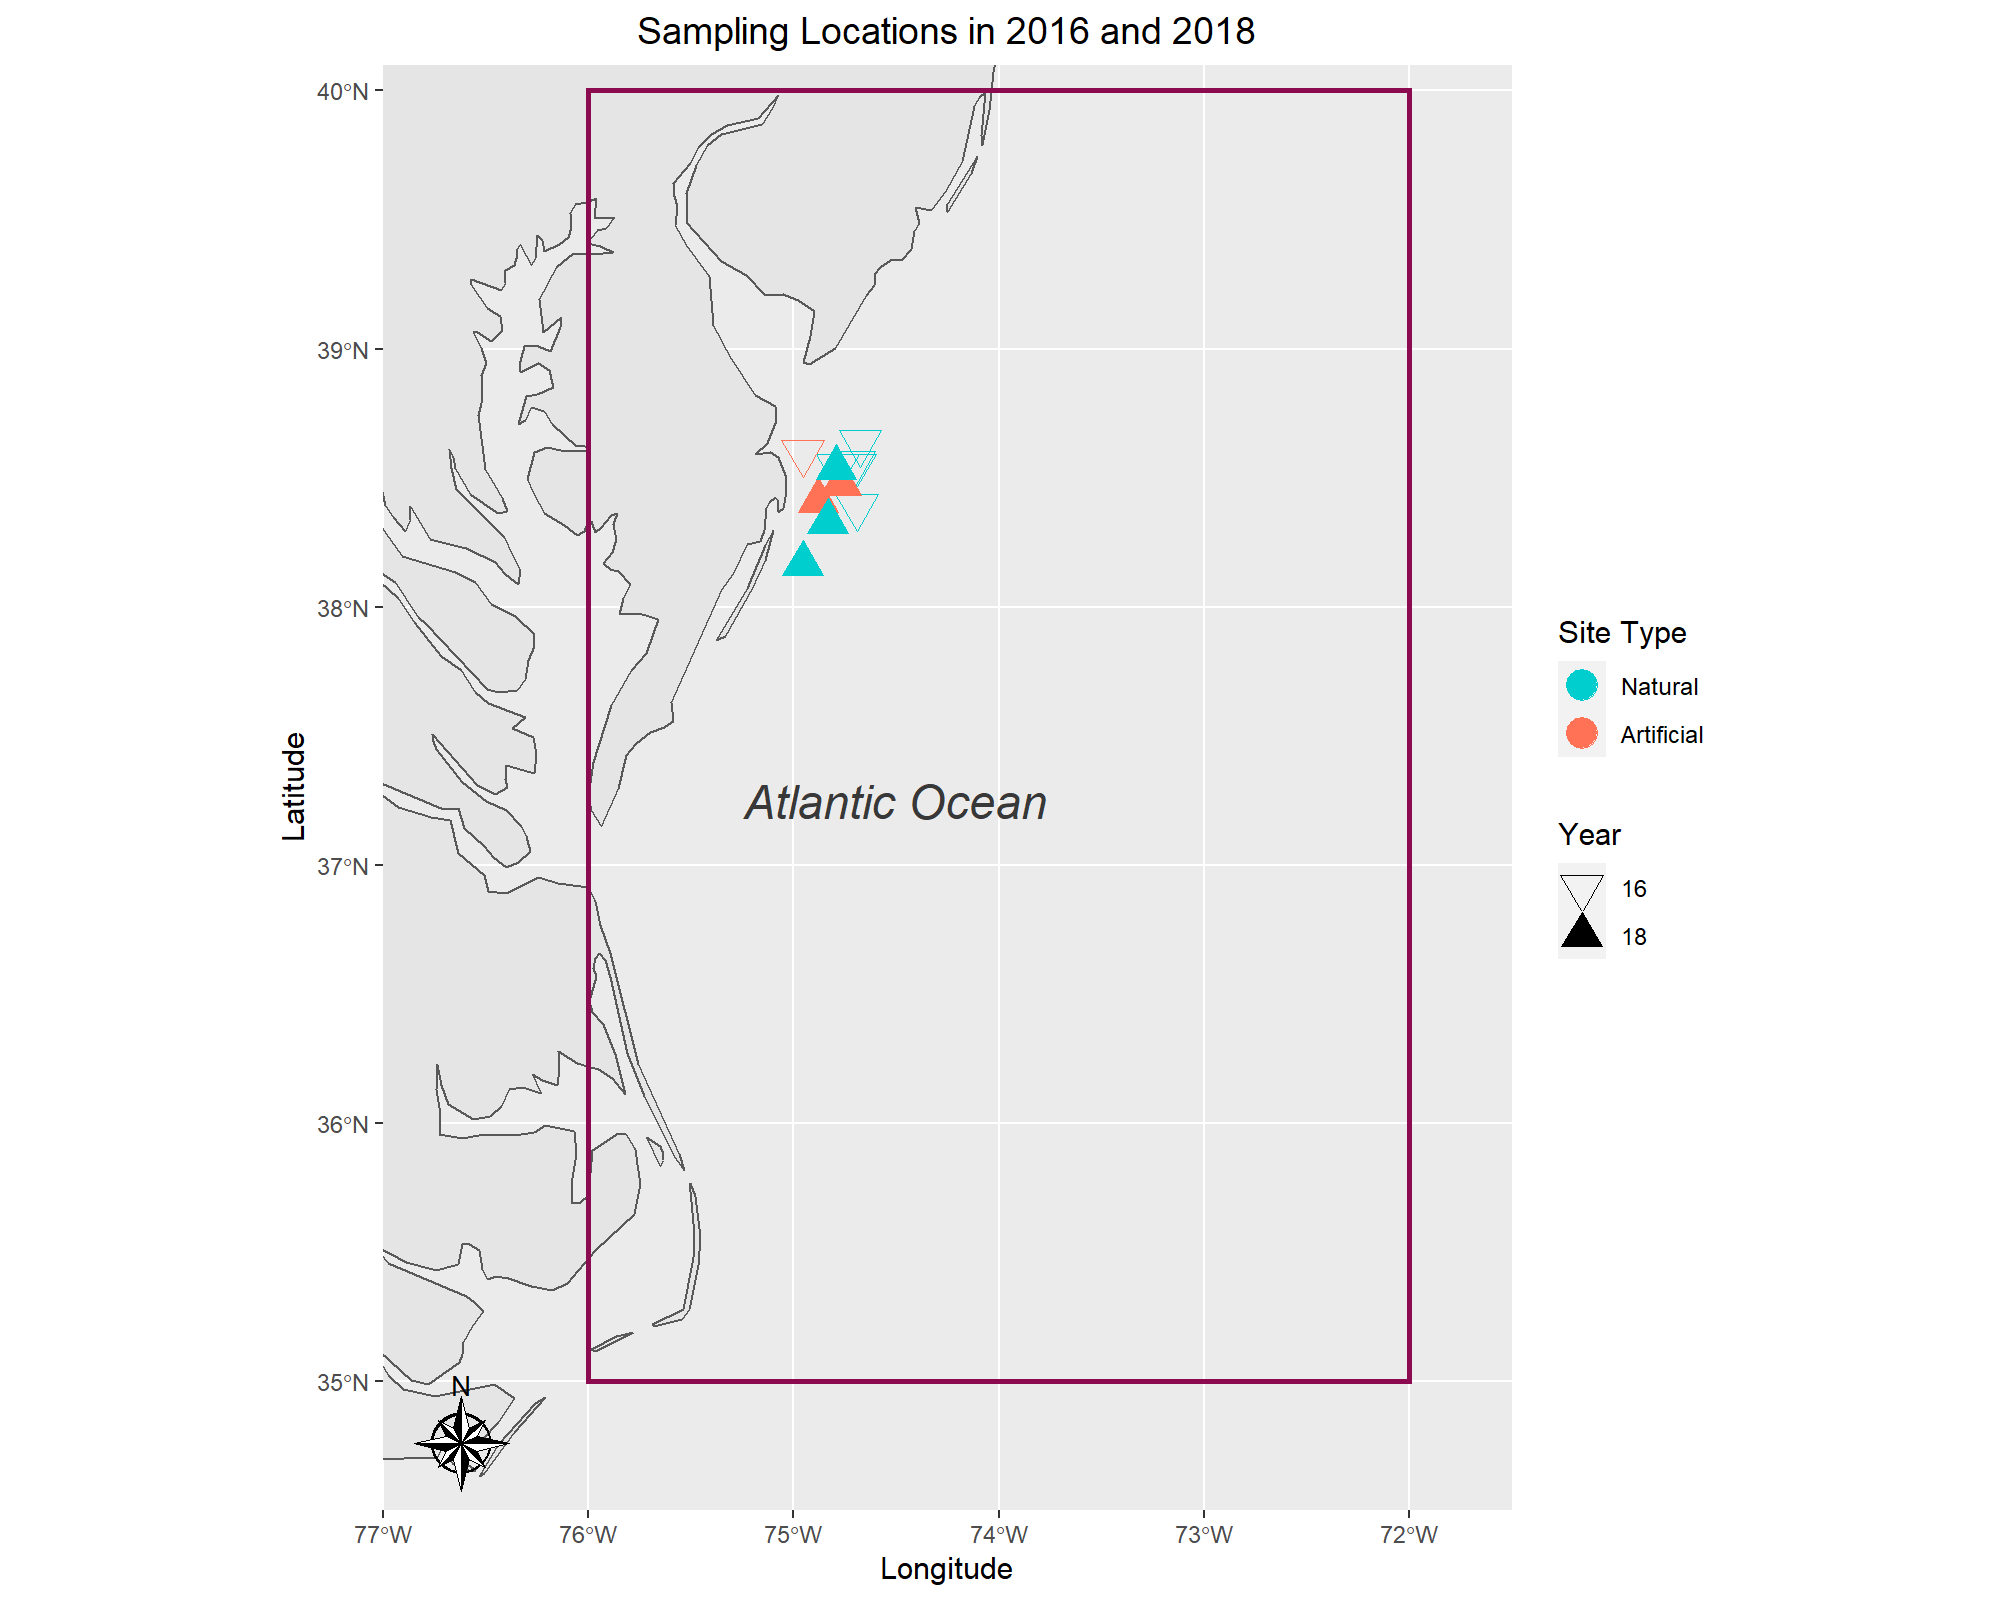 Sampling Locations in 2016 and 2018
40°N
39°N
38°N
37°N
36°N
35°N
Latitude
Atlantic Ocean
N
77°W
76°W
75°W
74°W
73°W
72°W
Longitude
Site Type
Natural
Artificial
Year
16
18